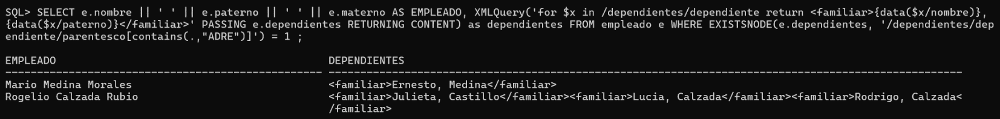 SQL> SELECT e.nombre || ' ' || e.paterno || ' ' || e.materno AS EMPLEADO, XMLQuery('for $x in /dependientes/dependiente return <familiar>{data($x/nombre)},
{data($x/paterno)}</familiar>' PASSING e.dependientes RETURNING CONTENT) as dependientes FROM empleado e WHERE EXISTSNODE(e.dependientes, '/dependientes/dep
endiente/parentesco[contains(.,"ADRE")]') = 1 ;
EMPLEADO DEPENDIENTES
-------------------------------------------------- ----------------------------------------------------------------------------------------------------
Mario Medina Morales <familiar>Ernesto, Medina</familiar>
Rogelio Calzada Rubio <familiar>Julieta, Castillo</familiar><familiar>Lucia, Calzada</familiar><familiar>Rodrigo, Calzada<
/familiar>